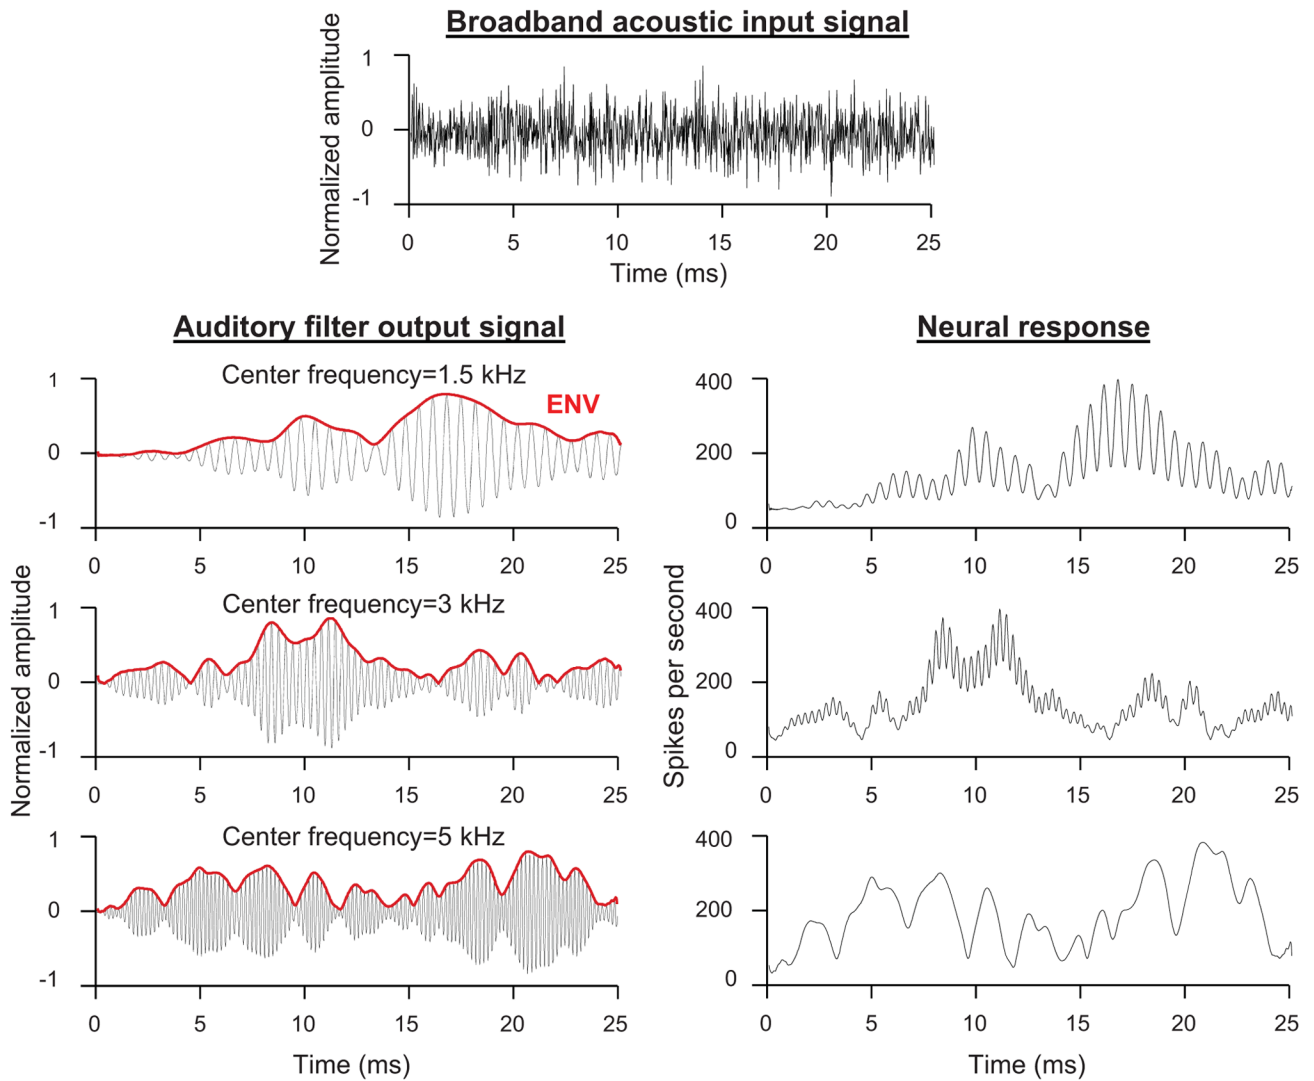 Broadband acoustic input signal
Normalized amplitude
1
0
-1
0 5 10 15 20 25
Time (ms)
Auditory filter output signal
Neural response
Center frequency=1.5 kHz
ENV
1
0
-1
0 5 10 15 20 25
400
200
0
0 5 10 15 20 25
Normalized amplitude
Spikes per second
Center frequency=3 kHz
1
0
-1
0 5 10 15 20 25
400
200
0
0 5 10 15 20 25
Center frequency=5 kHz
1
0
-1
0 5 10 15 20 25
Time (ms)
400
200
0
0 5 10 15 20 25
Time (ms)